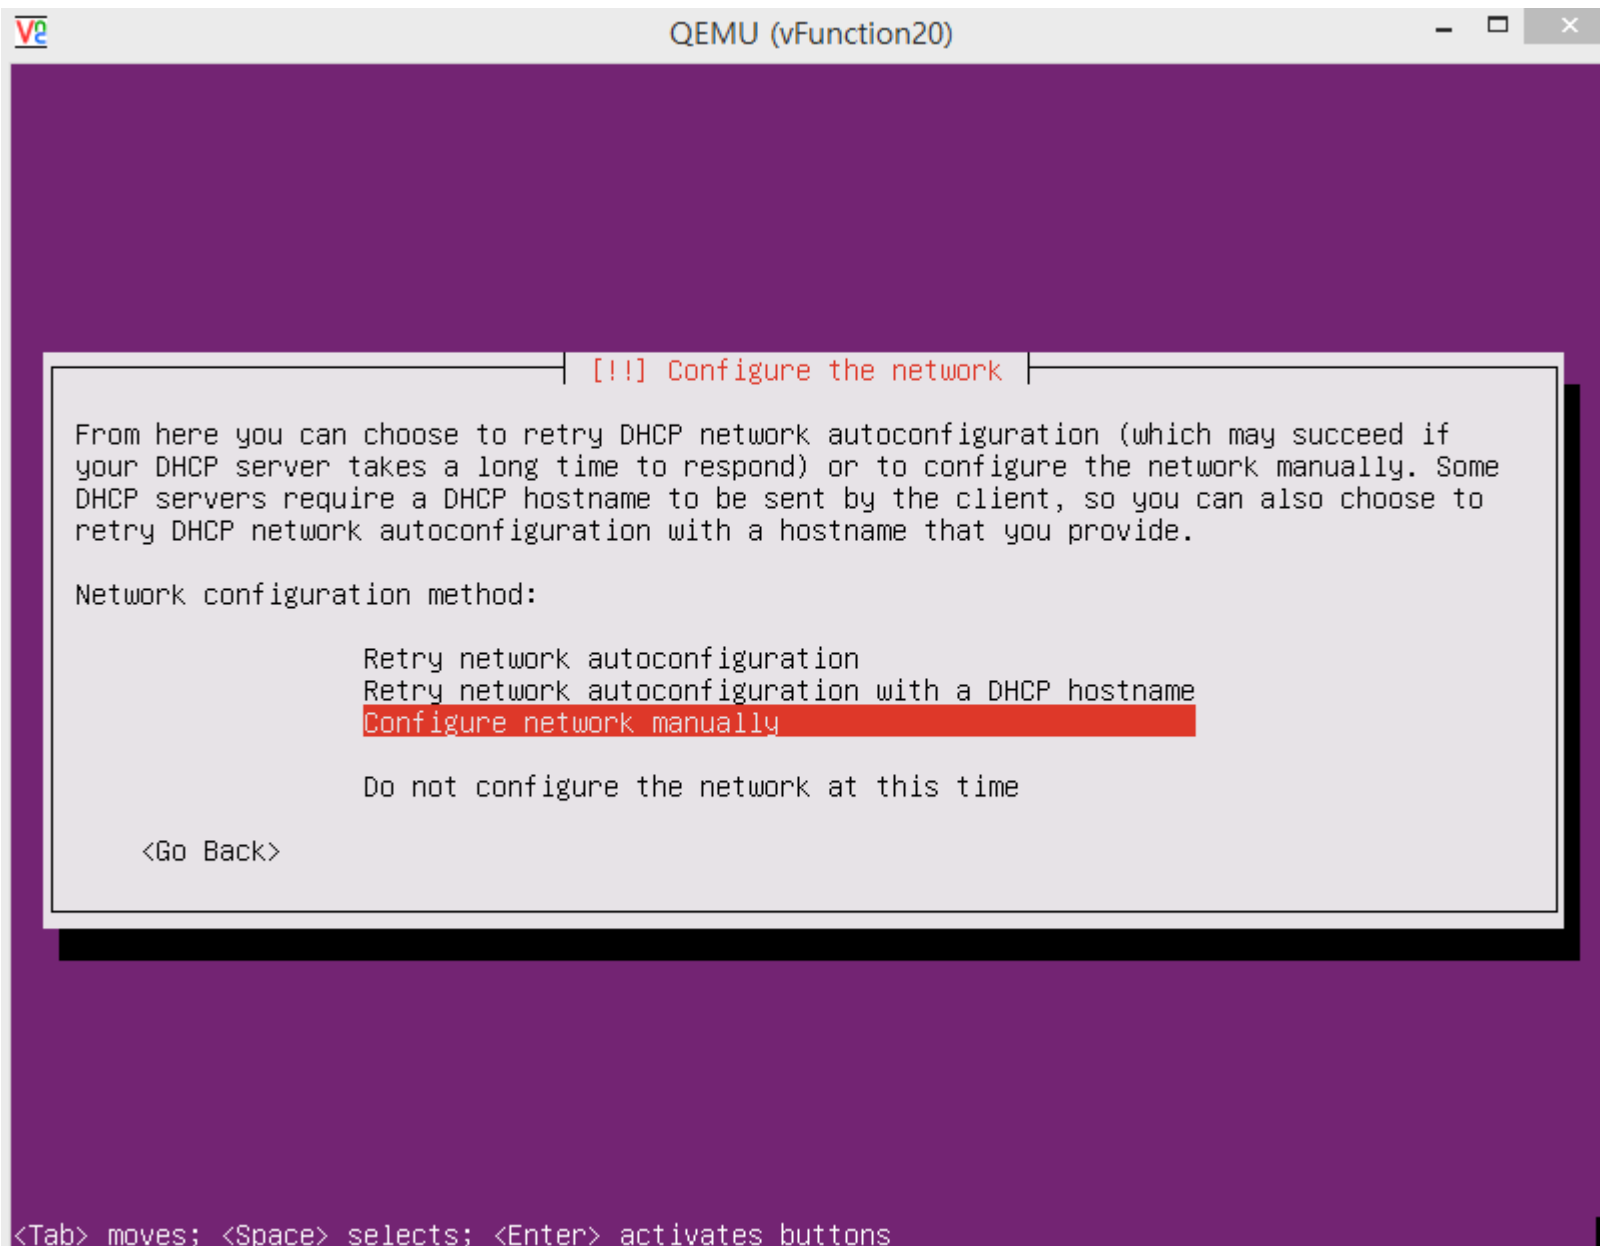 QEMU (vFunction20)
[!!] Configure the network
From here you can choose to retry DHCP network autoconfiguration (which may succeed if
your DHCP server takes a long time to respond) or to configure the network manually. Some
DHCP servers require a DHCP hostname to be sent by the client, so you can also choose to
retry DHCP network autoconfiguration with a hostname that you provide.
Network configuration method:
Retry network autoconfiguration
Retry network autoconfiguration with a DHCP hostname
Configure network manually
Do not configure the network at this time
<Go Back>
<Tab> moves; <Space> selects; <Enter> activates buttons